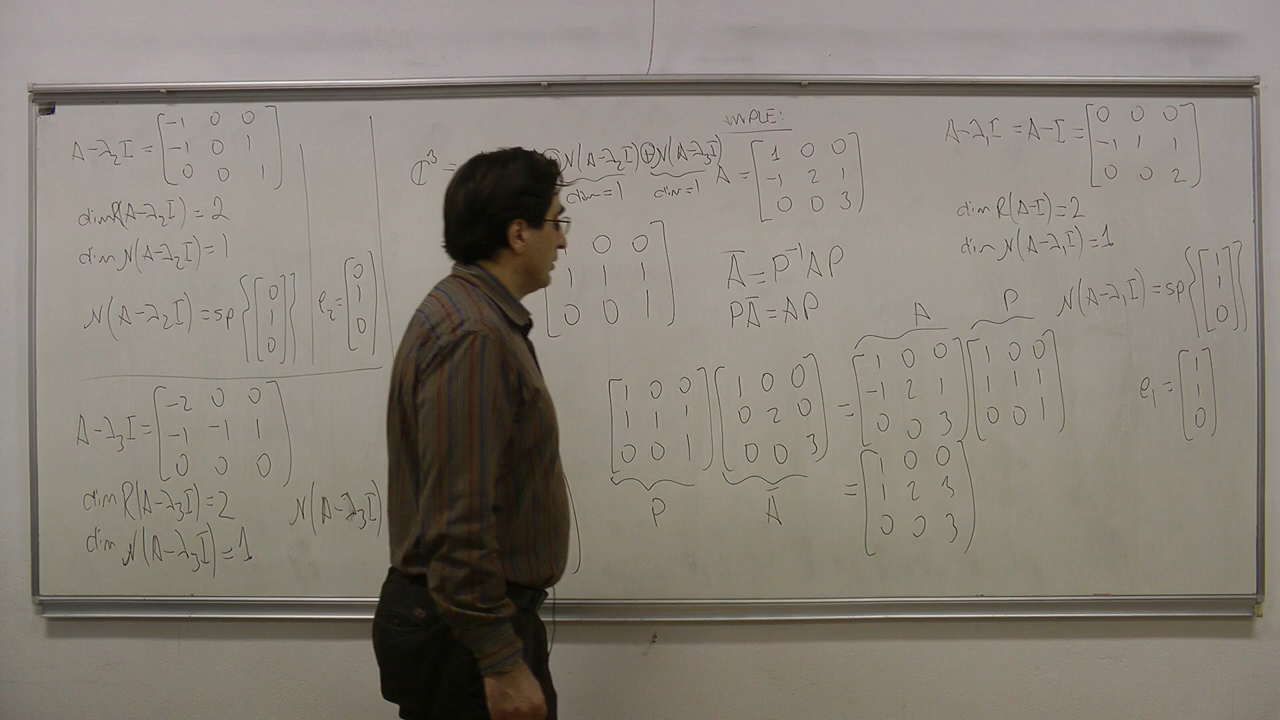 A-λ₂I = [-1 0 0
-1 0 1
0 0 1]
dim R(A-λ₂I) = 2
dim N(A-λ₂I) = 1
N(A-λ₂I) = sp{[0
1
0]}
e₂ = [0
1
0]
A-λ₃I = [-2 0 0
-1 -1 1
0 0 0]
dim R(A-λ₃I) = 2
dim N(A-λ₃I) = 1
N(A-λ₃I)
ℂ³ = ⊕N(A-λ₂I)⊕N(A-λ₃I)
dim=1 dim=1
0 0
1 1 1
0 0 1]
MPLE:
A = [1 0 0
-1 2 1
0 0 3]
Ā = P⁻¹AP
PĀ = AP
A P
[1 0 0
1 1 1
0 0 1]
[1 0 0
0 2 0
0 0 3]
= [1 0 0
-1 2 1
0 0 3]
[1 0 0
1 1 1
0 0 1]
P Ā
= [1 0 0
1 2 3
0 0 3]
A-λ₁I = A-I = [0 0 0
-1 1 1
0 0 2]
dim R(A-I) = 2
dim N(A-λ₁I) = 1
N(A-λ₁I) = sp{[1
1
0]}
e₁ = [1
1
0]